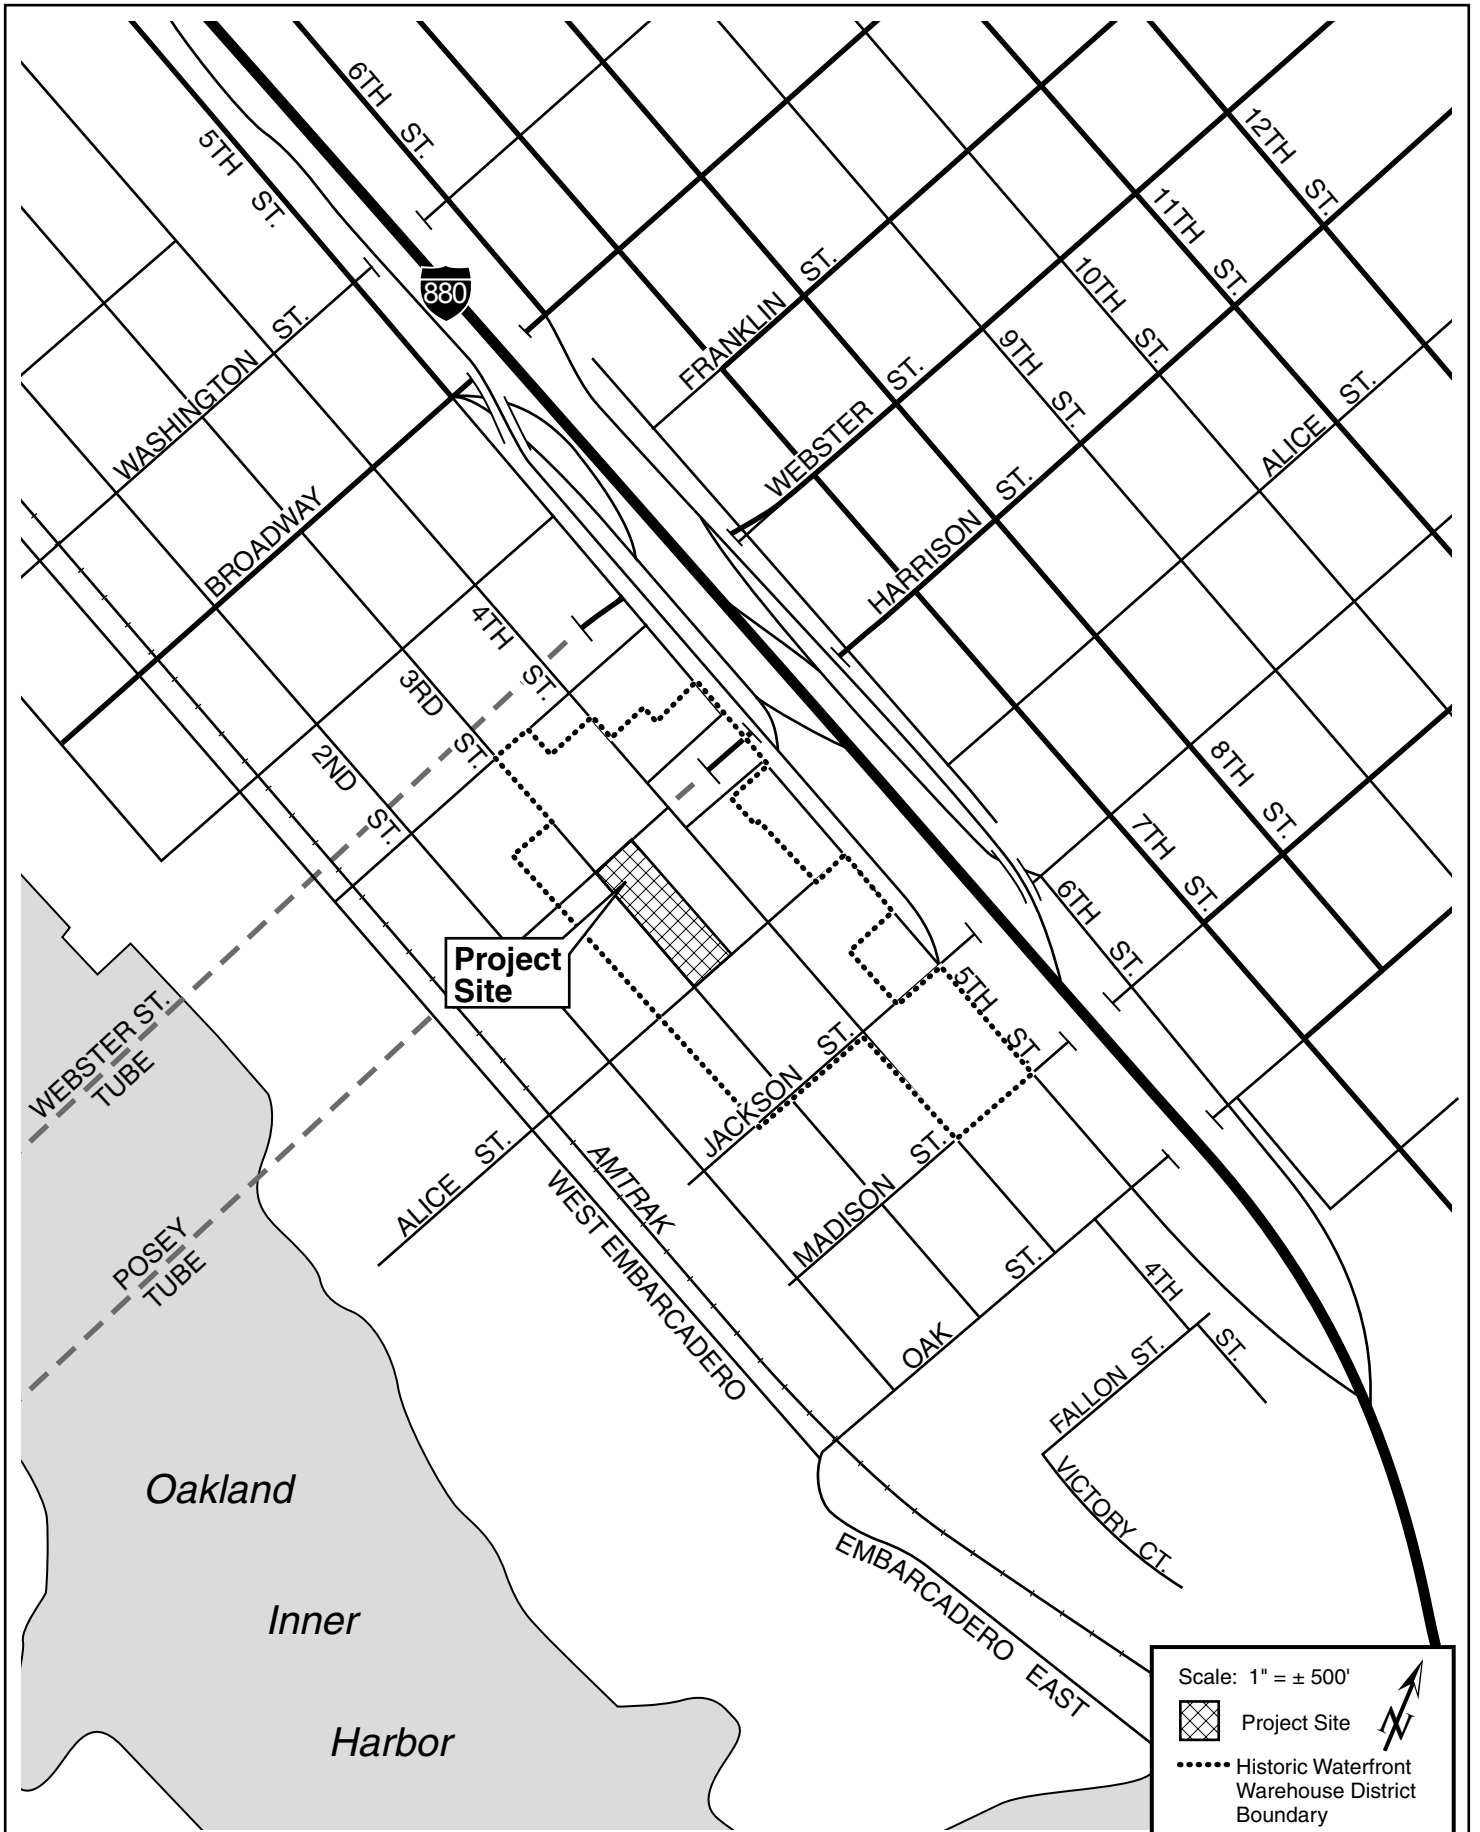 6TH ST.
5TH ST.
12TH ST.
11TH ST.
10TH ST.
9TH ST.
880
FRANKLIN ST.
WASHINGTON ST.
WEBSTER ST.
ALICE ST.
BROADWAY
HARRISON ST.
4TH ST.
3RD ST.
2ND ST.
8TH ST.
7TH ST.
6TH ST.
Project
Site
5TH ST.
WEBSTER ST.
TUBE
JACKSON ST.
ALICE ST.
AMTRAK
WEST EMBARCADERO
MADISON ST.
POSEY
TUBE
OAK ST.
4TH ST.
FALLON ST.
VICTORY CT.
EMBARCADERO EAST
Oakland
Inner
Harbor
Scale: 1" = ± 500'
Project Site
N
Historic Waterfront
Warehouse District
Boundary